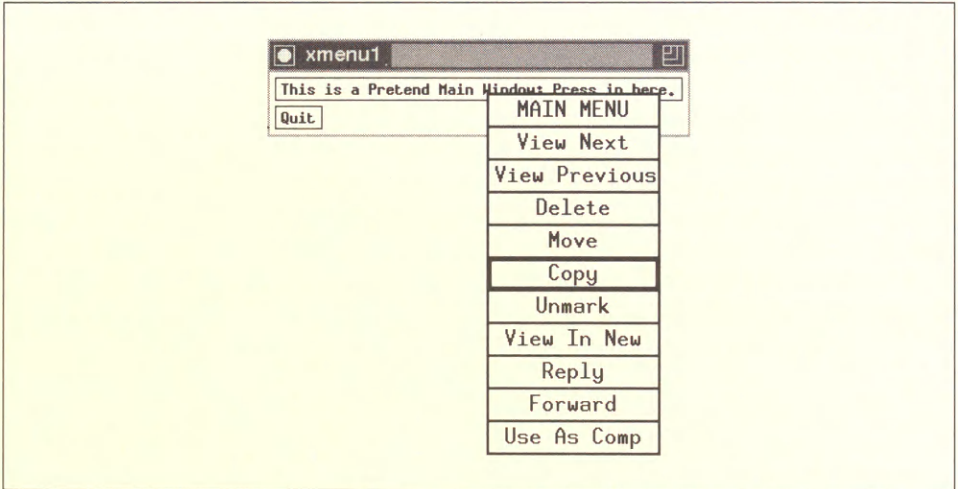 xmenu1
This is a Pretend Main Window: Press in here.
Quit
MAIN MENU
View Next
View Previous
Delete
Move
Copy
Unmark
View In New
Reply
Forward
Use As Comp